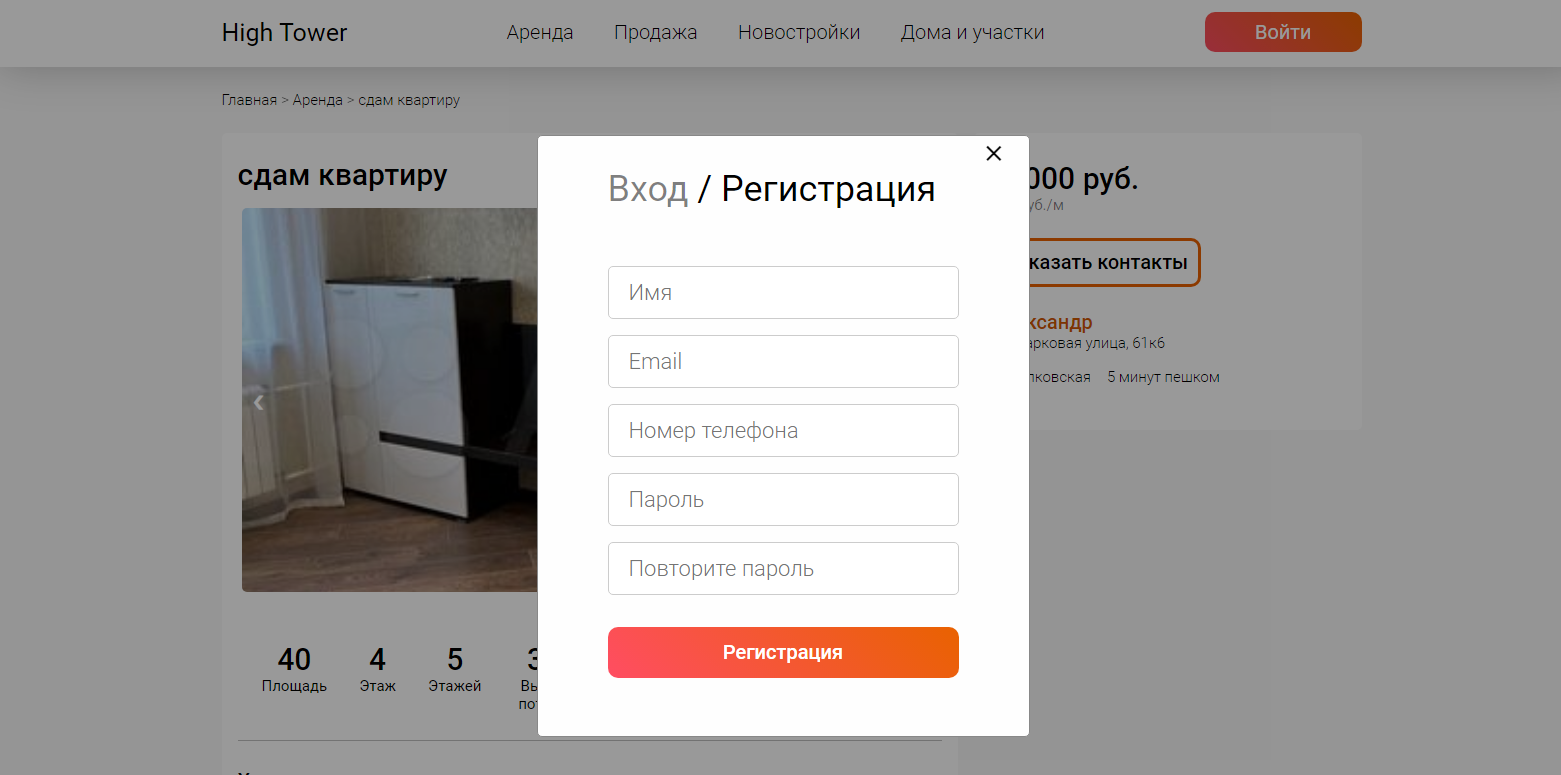 High Tower
Аренда
Продажа
Новостройки
Дома и участки
Войти
Главная > Аренда > сдам квартиру
сдам квартиру
Вход / Регистрация
Имя
Email
Номер телефона
Пароль
Повторите пароль
Регистрация
000 руб.
уб./м
казать контакты
ксандр
арковая улица, 61к6
лковская 5 минут пешком
40
Площадь
4
Этаж
5
Этажей